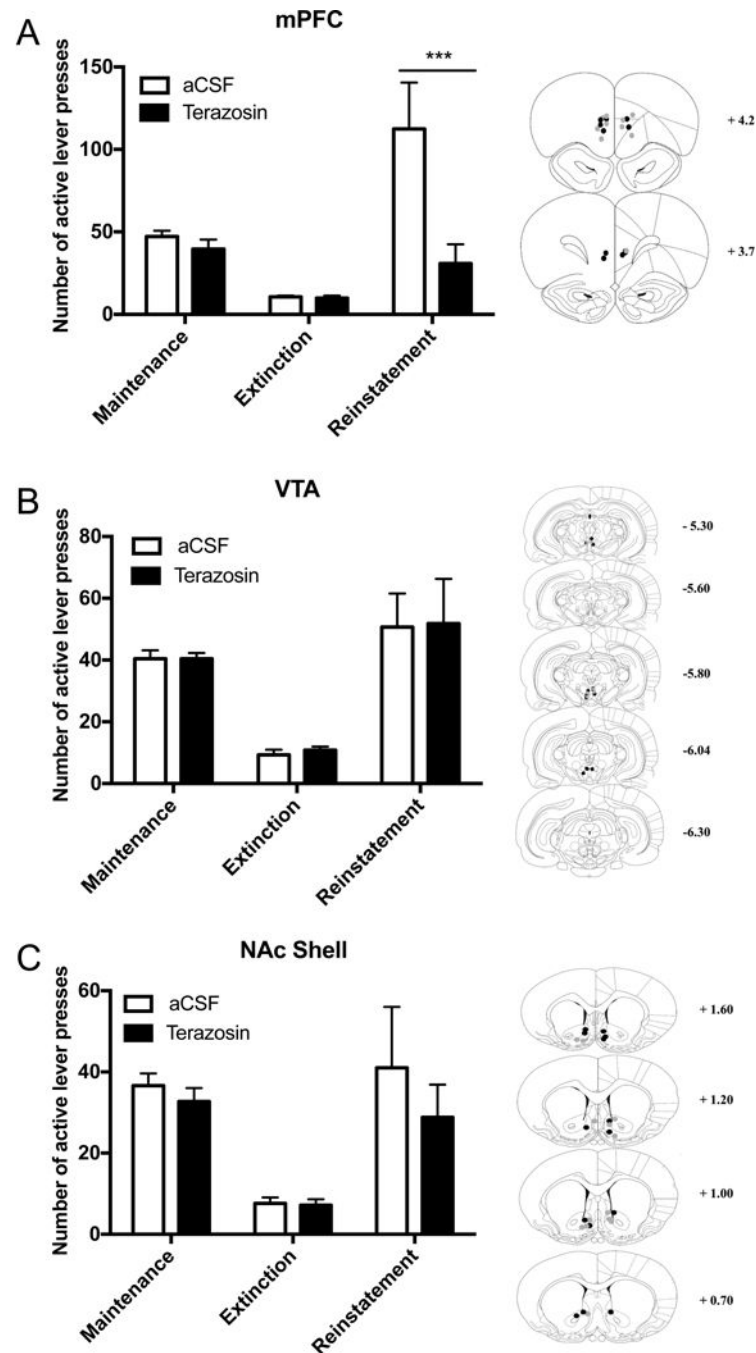 A
mPFC
Number of active lever presses
150
100
50
0
aCSF
Terazosin
***
Maintenance
Extinction
Reinstatement
+ 4.2
+ 3.7
B
VTA
Number of active lever presses
80
60
40
20
0
aCSF
Terazosin
Maintenance
Extinction
Reinstatement
- 5.30
- 5.60
- 5.80
- 6.04
-6.30
C
NAc Shell
Number of active lever presses
60
40
20
0
aCSF
Terazosin
Maintenance
Extinction
Reinstatement
+ 1.60
+ 1.20
+ 1.00
+ 0.70